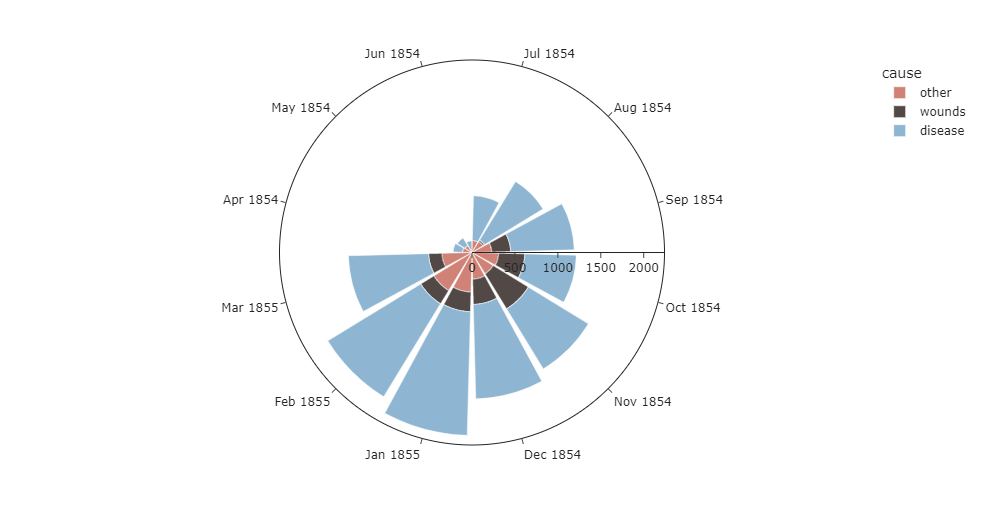 Jun 1854
Jul 1854
May 1854
Aug 1854
Apr 1854
Sep 1854
0 500 1000 1500 2000
Mar 1855
Oct 1854
Feb 1855
Nov 1854
Jan 1855
Dec 1854
cause
other
wounds
disease